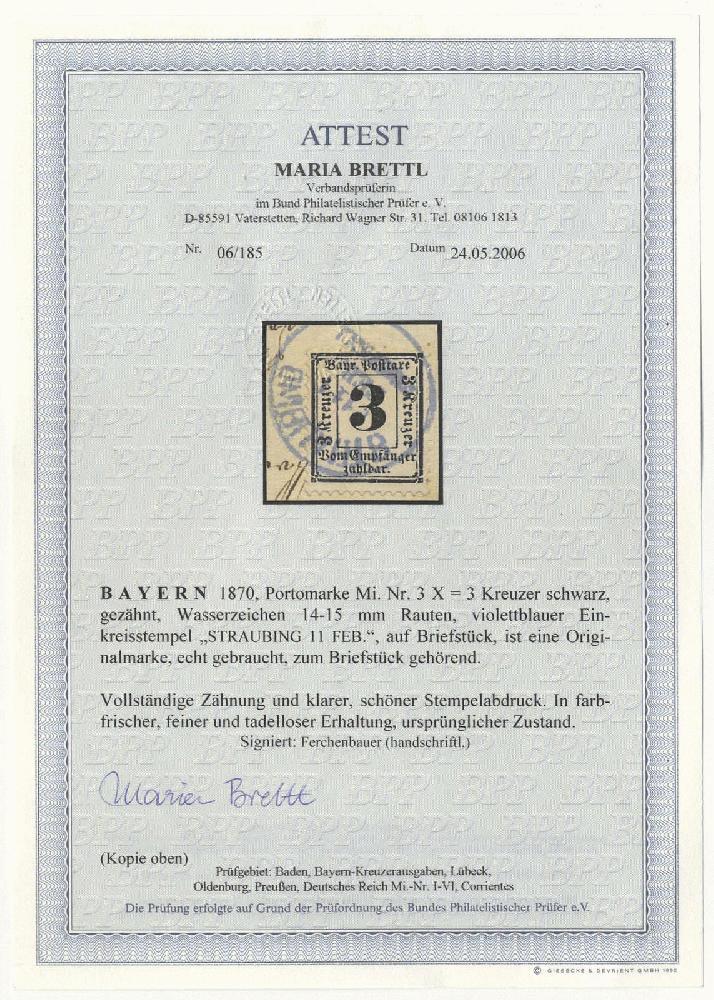 ATTEST
MARIA BRETTL
Verbandsprüferin
im Bund Philatelistischer Prüfer e. V.
D-85591 Vaterstetten, Richard Wagner Str. 31. Tel. 08106 1813
Nr. 06/185 Datum 24.05.2006
Bayr. Posttaxe
3 Kreuzer
3
3 Kreuzer
Vom Empfänger
zahlbar.
BAYERN 1870, Portomarke Mi. Nr. 3 X = 3 Kreuzer schwarz,
gezähnt, Wasserzeichen 14-15 mm Rauten, violettblauer Ein-
kreisstempel „STRAUBING 11 FEB.“, auf Briefstück, ist eine Origi-
nalmarke, echt gebraucht, zum Briefstück gehörend.
Vollständige Zähnung und klarer, schöner Stempelabdruck. In farb-
frischer, feiner und tadelloser Erhaltung, ursprünglicher Zustand.
Signiert: Ferchenbauer (handschriftl.)
Maria Brettl
(Kopie oben)
Prüfgebiet: Baden, Bayern-Kreuzerausgaben, Lübeck,
Oldenburg, Preußen, Deutsches Reich Mi.-Nr. I-VI, Corrientes
Die Prüfung erfolgte auf Grund der Prüfordnung des Bundes Philatelistischer Prüfer e.V.
© GIESECKE & DEVRIENT GMBH 1992